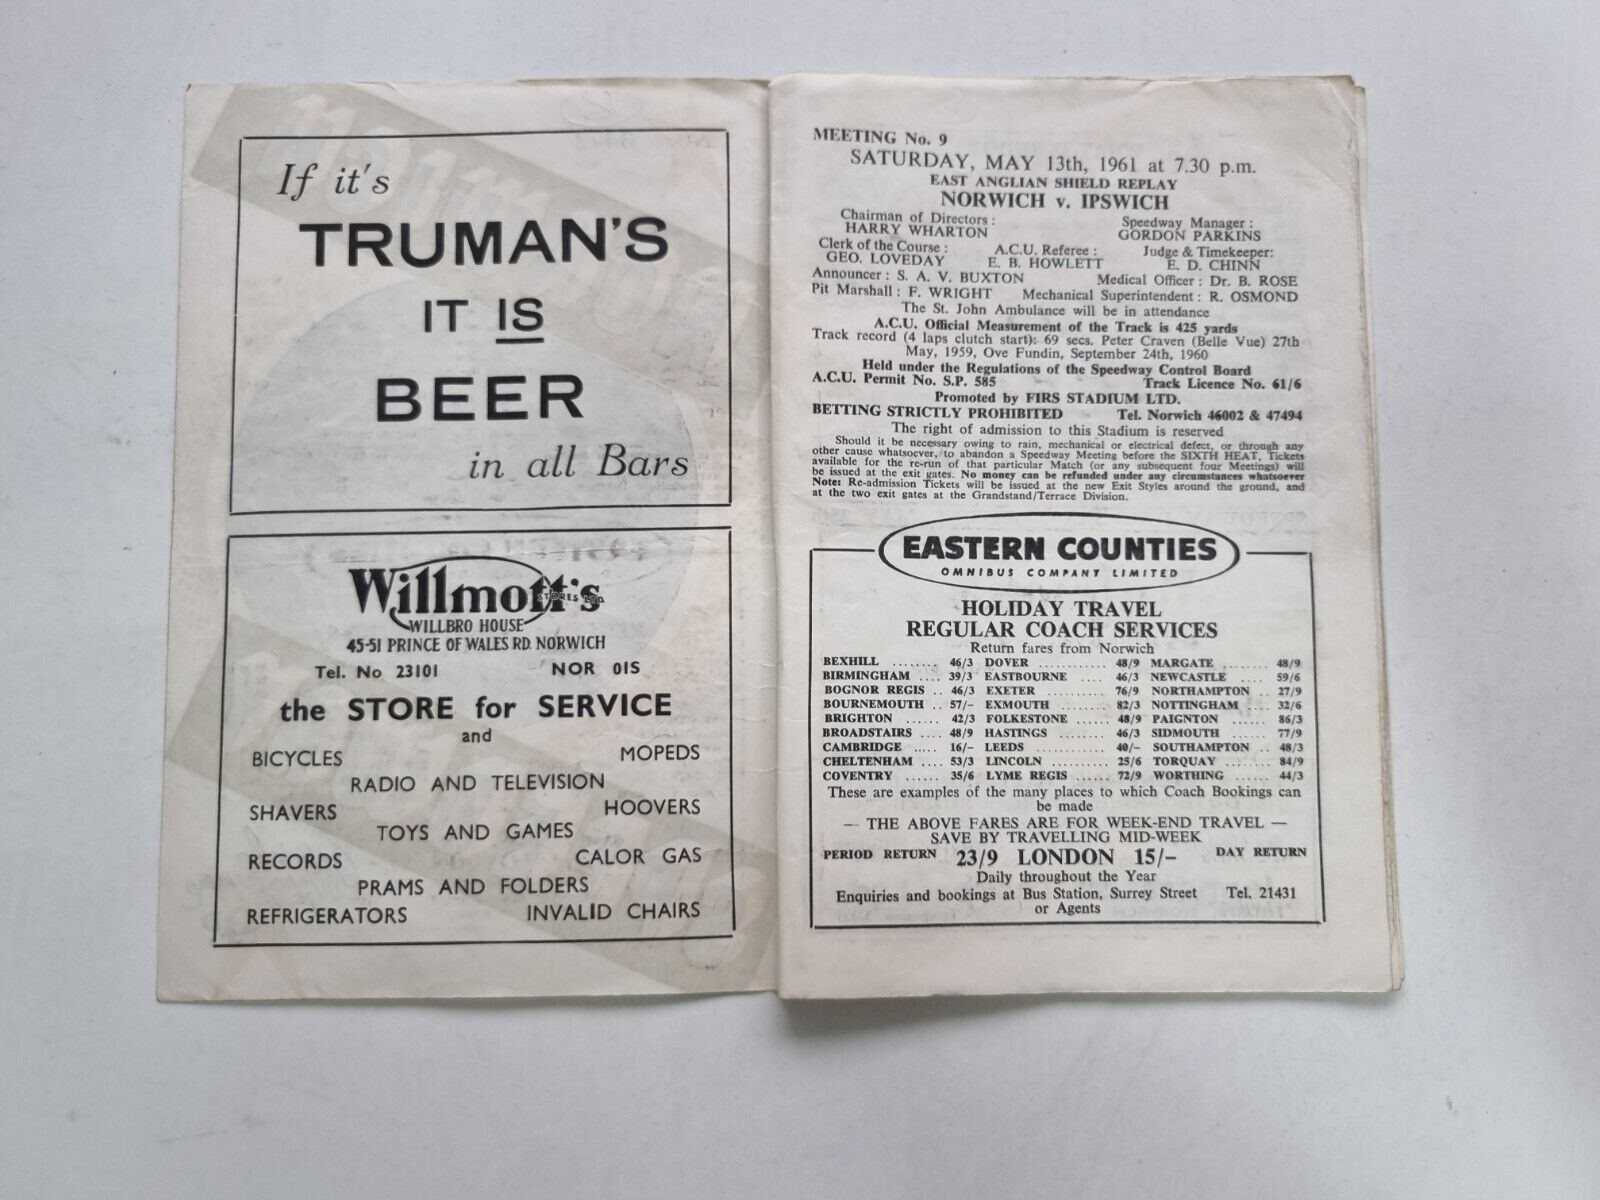 If it's
TRUMAN'S
IT IS
BEER
in all Bars
Willmott's
STORES LTD.
WILLBRO HOUSE
45-51 PRINCE OF WALES RD. NORWICH
Tel. No 23101 NOR 01S
the STORE for SERVICE
and
BICYCLES MOPEDS
RADIO AND TELEVISION
SHAVERS HOOVERS
TOYS AND GAMES
RECORDS CALOR GAS
PRAMS AND FOLDERS
REFRIGERATORS INVALID CHAIRS
MEETING No. 9
SATURDAY, MAY 13th, 1961 at 7.30 p.m.
EAST ANGLIAN SHIELD REPLAY
NORWICH v. IPSWICH
Chairman of Directors : Speedway Manager :
HARRY WHARTON GORDON PARKINS
Clerk of the Course : A.C.U. Referee : Judge & Timekeeper:
GEO. LOVEDAY E. B. HOWLETT E. D. CHINN
Announcer : S. A. V. BUXTON Medical Officer : Dr. B. ROSE
Pit Marshall : F. WRIGHT Mechanical Superintendent : R. OSMOND
The St. John Ambulance will be in attendance
A.C.U. Official Measurement of the Track is 425 yards
Track record (4 laps clutch start): 69 secs. Peter Craven (Belle Vue) 27th
May, 1959, Ove Fundin, September 24th, 1960
Held under the Regulations of the Speedway Control Board
A.C.U. Permit No. S.P. 585 Track Licence No. 61/6
Promoted by FIRS STADIUM LTD.
BETTING STRICTLY PROHIBITED Tel. Norwich 46002 & 47494
The right of admission to this Stadium is reserved
Should it be necessary owing to rain, mechanical or electrical defect, or through any
other cause whatsoever, to abandon a Speedway Meeting before the SIXTH HEAT, Tickets
available for the re-run of that particular Match (or any subsequent four Meetings) will
be issued at the exit gates. No money can be refunded under any circumstances whatsoever
Note: Re-admission Tickets will be issued at the new Exit Styles around the ground, and
at the two exit gates at the Grandstand/Terrace Division.
EASTERN COUNTIES
OMNIBUS COMPANY LIMITED
HOLIDAY TRAVEL
REGULAR COACH SERVICES
Return fares from Norwich
BEXHILL ........ 46/3 DOVER ............ 48/9 MARGATE ........ 48/9
BIRMINGHAM .... 39/3 EASTBOURNE .... 46/3 NEWCASTLE ...... 59/6
BOGNOR REGIS .. 46/3 EXETER .......... 76/9 NORTHAMPTON .. 27/9
BOURNEMOUTH .. 57/- EXMOUTH ........ 82/3 NOTTINGHAM .... 32/6
BRIGHTON ...... 42/3 FOLKESTONE .... 48/9 PAIGNTON ...... 86/3
BROADSTAIRS .... 48/9 HASTINGS ........ 46/3 SIDMOUTH ...... 77/9
CAMBRIDGE ..... 16/- LEEDS ............ 40/- SOUTHAMPTON .. 48/3
CHELTENHAM .... 53/3 LINCOLN .......... 25/6 TORQUAY ........ 84/9
COVENTRY ...... 35/6 LYME REGIS ...... 72/9 WORTHING ...... 44/3
These are examples of the many places to which Coach Bookings can
be made
— THE ABOVE FARES ARE FOR WEEK-END TRAVEL —
SAVE BY TRAVELLING MID-WEEK
PERIOD RETURN 23/9 LONDON 15/- DAY RETURN
Daily throughout the Year
Enquiries and bookings at Bus Station, Surrey Street Tel. 21431
or Agents